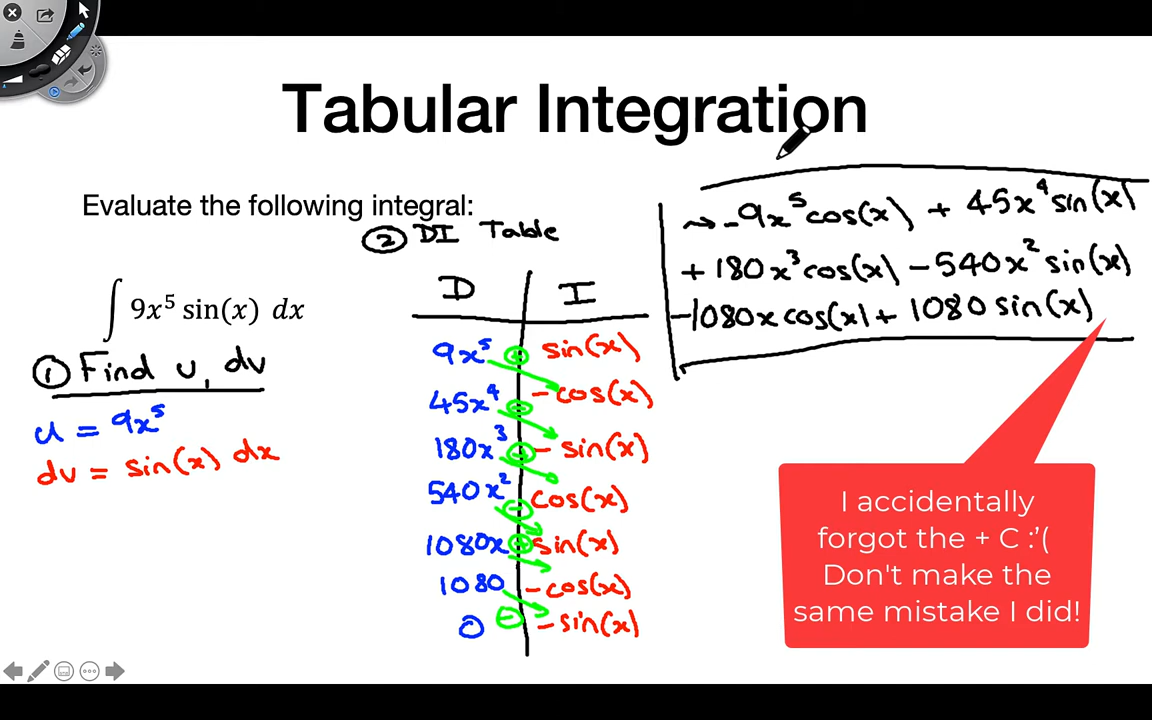 Tabular Integration
Evaluate the following integral:
∫ 9x⁵ sin(x) dx
① Find u, dv
u = 9x⁵
dv = sin(x) dx
② DI Table
D I
9x⁵ + sin(x)
45x⁴ - -cos(x)
180x³ + -sin(x)
540x² - cos(x)
1080x + sin(x)
1080 -cos(x)
0 - -sin(x)
→ -9x⁵cos(x) + 45x⁴sin(x)
+ 180x³cos(x) - 540x²sin(x)
-1080x cos(x) + 1080 sin(x)
I accidentally
forgot the + C :'(
Don't make the
same mistake I did!